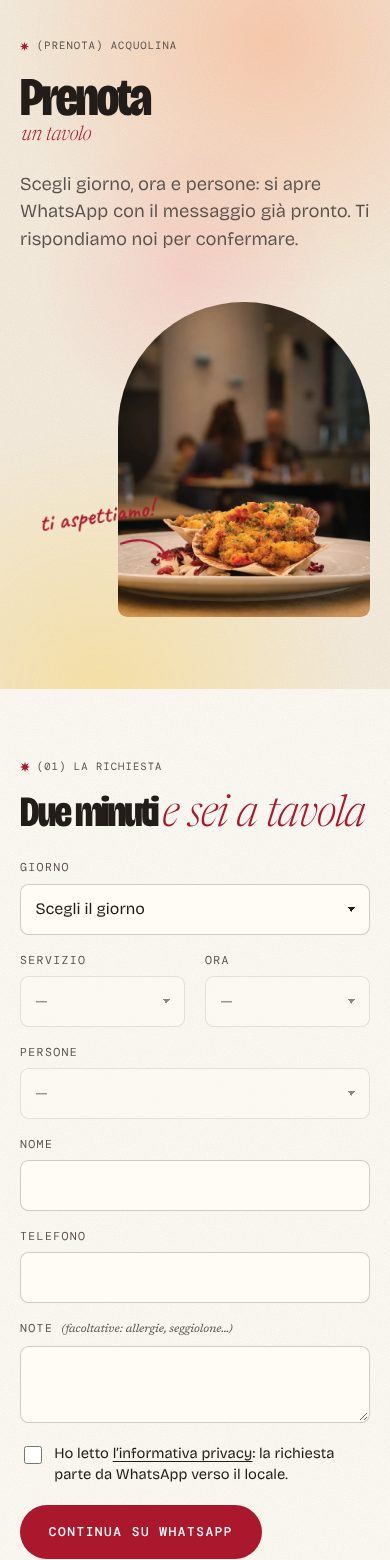 (PRENOTA) ACQUOLINA
Prenota
un tavolo
Scegli giorno, ora e persone: si apre
WhatsApp con il messaggio già pronto. Ti
rispondiamo noi per confermare.
ti aspettiamo!
(01) LA RICHIESTA
Due minuti e sei a tavola
GIORNO
Scegli il giorno
SERVIZIO ORA
— —
PERSONE
—
NOME
TELEFONO
NOTE (facoltative: allergie, seggiolone…)
Ho letto l’informativa privacy: la richiesta
parte da WhatsApp verso il locale.
CONTINUA SU WHATSAPP